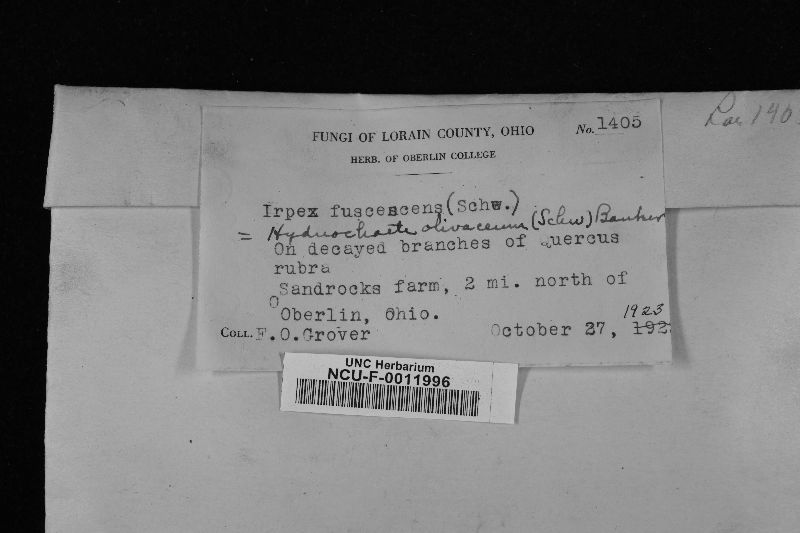 FUNGI OF LORAIN COUNTY, OHIO No. 1405
HERB. OF OBERLIN COLLEGE
Irpex fuscescens (Schw.)
= Hydnochaete olivaceum (Schw) Banker
On decayed branches of Quercus
rubra
Sandrocks farm, 2 mi. north of
Oberlin, Ohio.
1923
COLL. F.O.Grover October 27, 192
UNC Herbarium
NCU-F-0011996